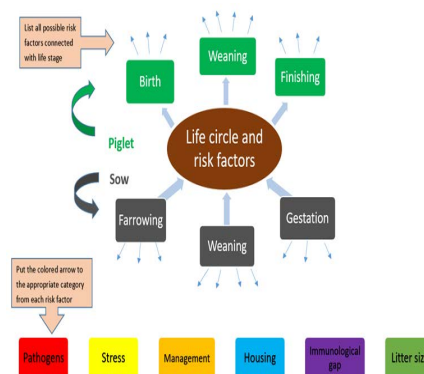 List all possible risk
factors connected
with life stage
Birth
Weaning
Finishing
Piglet
Life circle and
risk factors
Sow
Farrowing
Weaning
Gestation
Put the colored arrow to
the appropriate category
from each risk factor
Pathogens
Stress
Management
Housing
Immunological
gap
Litter siz